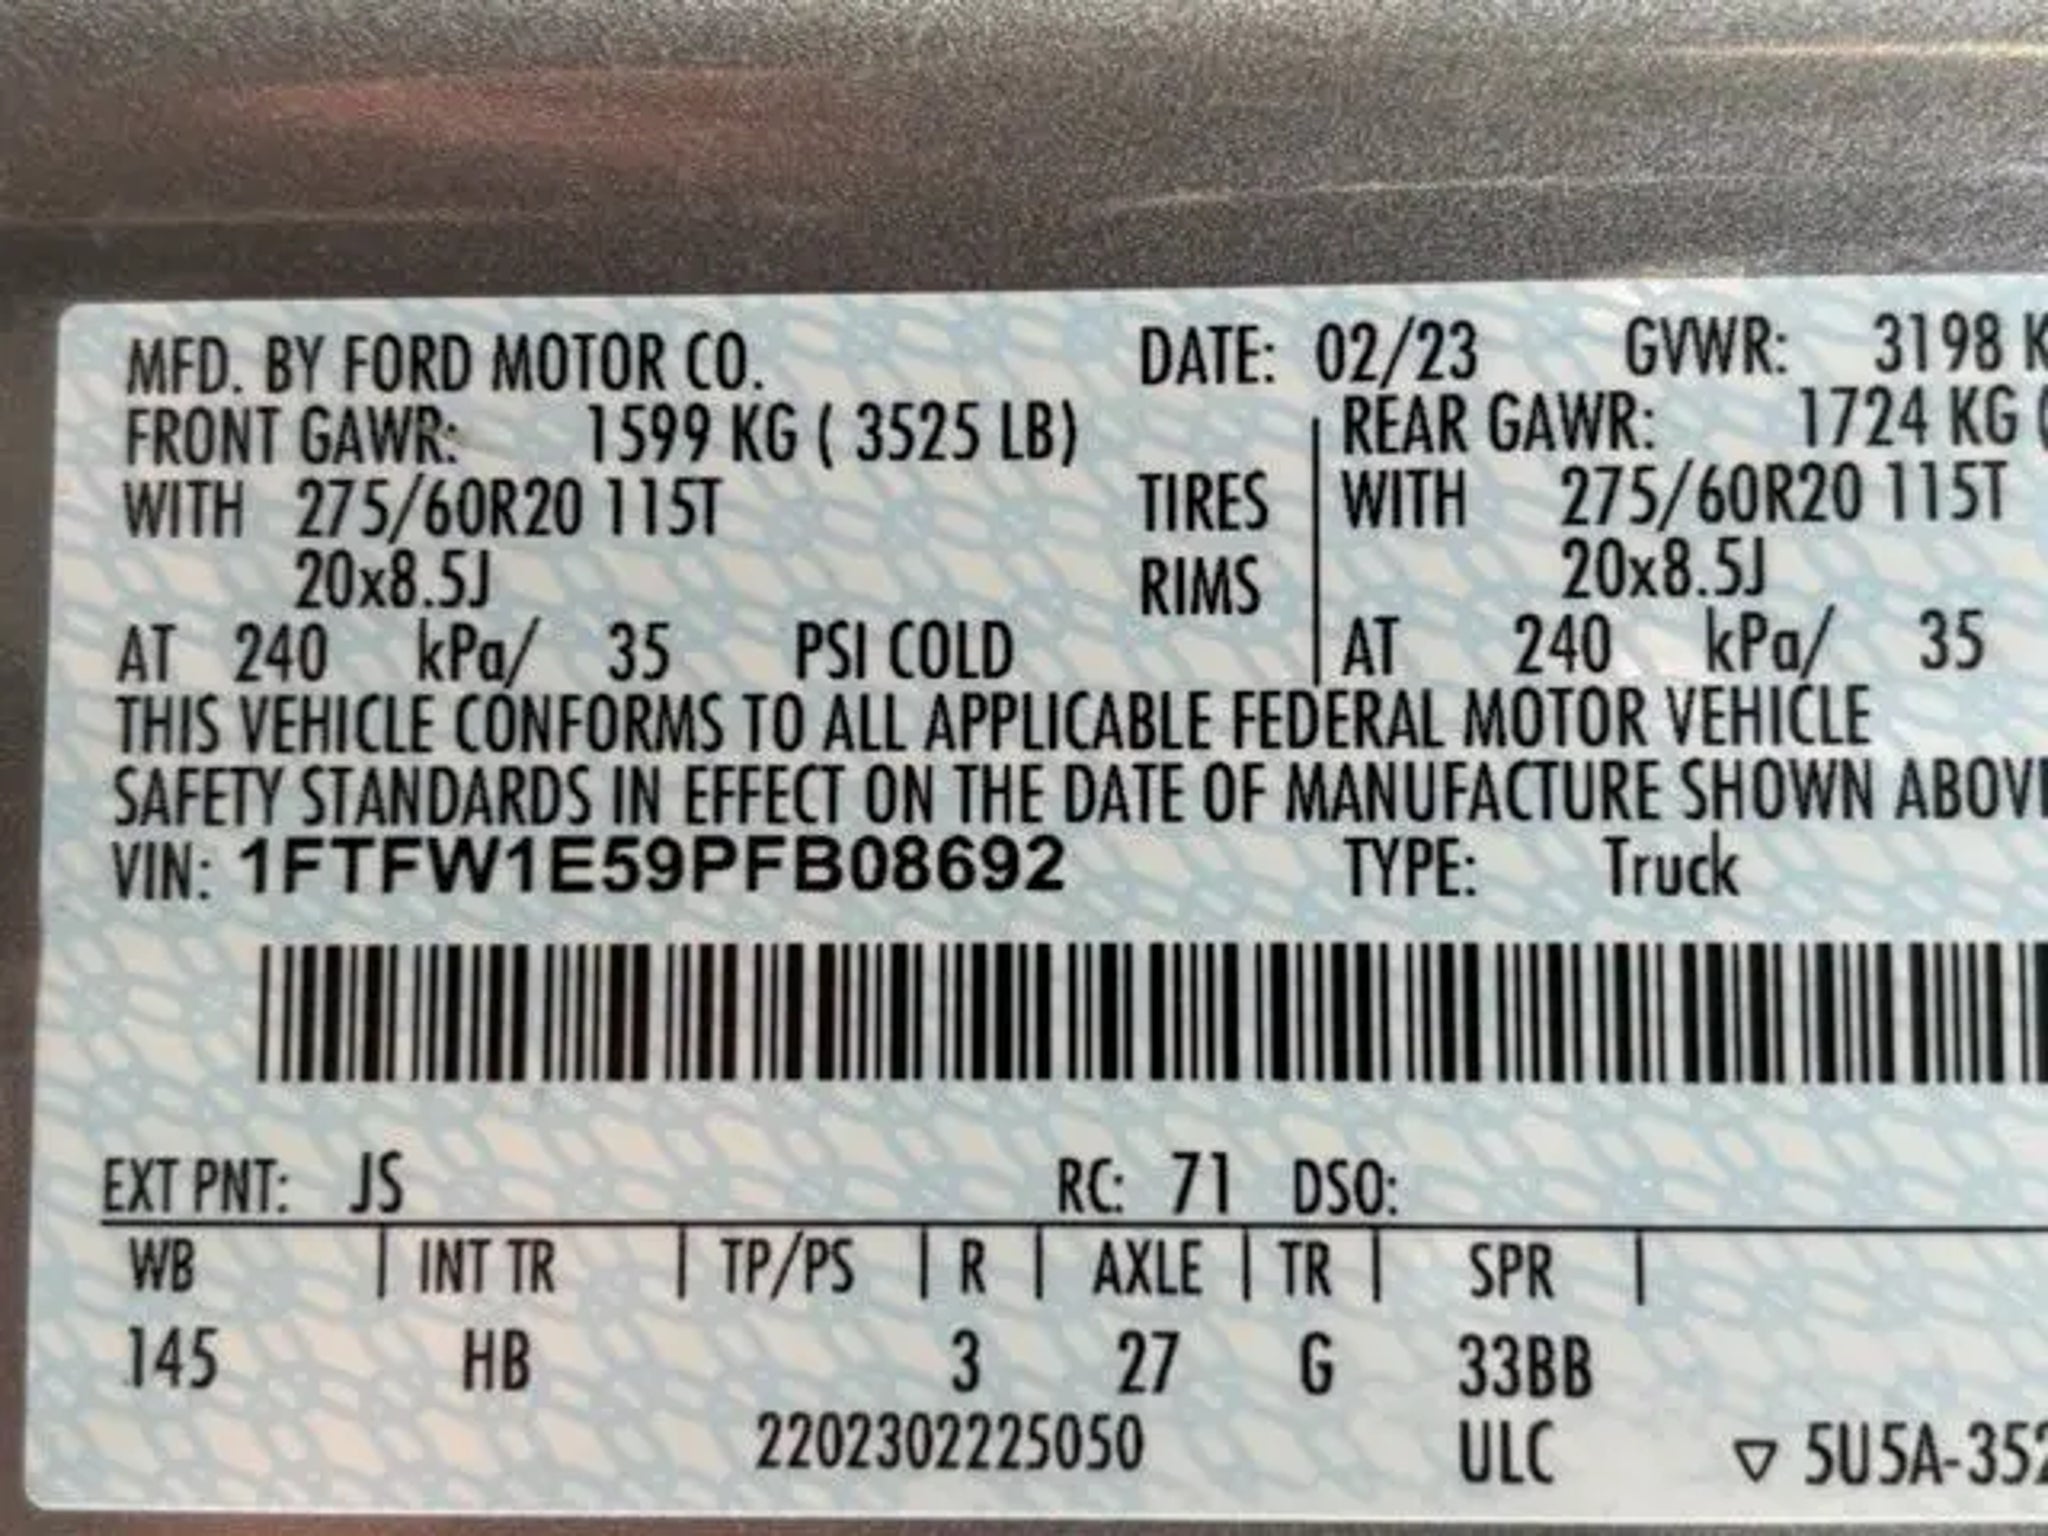 MFD. BY FORD MOTOR CO. DATE: 02/23 GVWR: 3198 K
FRONT GAWR: 1599 KG ( 3525 LB) REAR GAWR: 1724 KG (
WITH 275/60R20 115T TIRES WITH 275/60R20 115T
20x8.5J RIMS 20x8.5J
AT 240 kPa/ 35 PSI COLD AT 240 kPa/ 35
THIS VEHICLE CONFORMS TO ALL APPLICABLE FEDERAL MOTOR VEHICLE
SAFETY STANDARDS IN EFFECT ON THE DATE OF MANUFACTURE SHOWN ABOV
VIN: 1FTFW1E59PFB08692 TYPE: Truck
EXT PNT: JS RC: 71 DSO:
WB | INT TR | TP/PS | R | AXLE | TR | SPR |
145 HB 3 27 G 33BB
2202302225050 ULC ▽ 5U5A-352